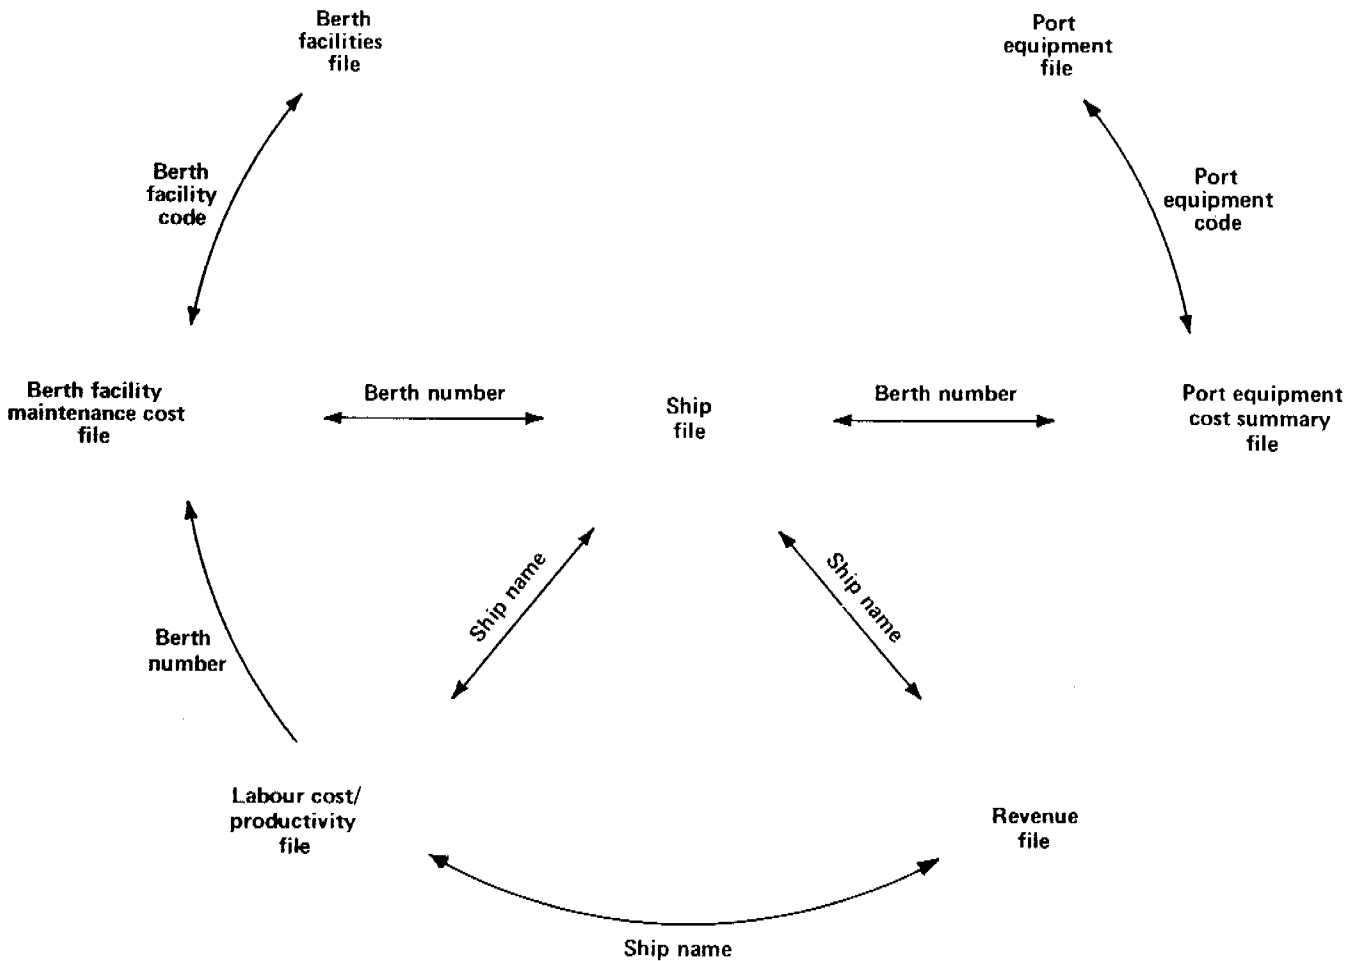 Berth
facilities
file
Port
equipment
file
Berth
facility
code
Port
equipment
code
Berth facility
maintenance cost
file
Berth number
Ship
file
Berth number
Port equipment
cost summary
file
Ship name
Ship name
Berth
number
Labour cost/
productivity
file
Revenue
file
Ship name